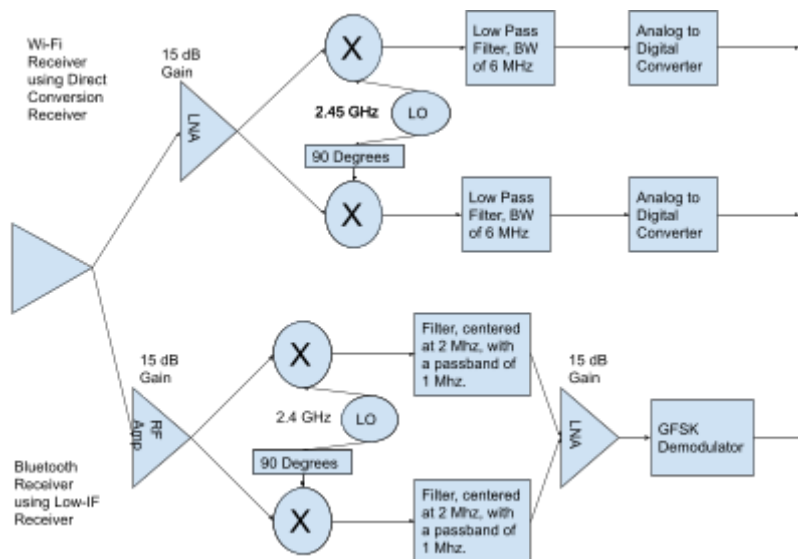 Wi-Fi
Receiver
using Direct
Conversion
Receiver
15 dB
Gain
LNA
X
2.45 GHz
LO
90 Degrees
X
Low Pass
Filter, BW
of 6 MHz
Analog to
Digital
Converter
Low Pass
Filter, BW
of 6 MHz
Analog to
Digital
Converter
15 dB
Gain
RF
Amp
X
2.4 GHz
LO
90 Degrees
X
Filter, centered
at 2 Mhz, with
a passband of
1 Mhz.
Filter, centered
at 2 Mhz, with
a passband of
1 Mhz.
15 dB
Gain
LNA
GFSK
Demodulator
Bluetooth
Receiver
using Low-IF
Receiver